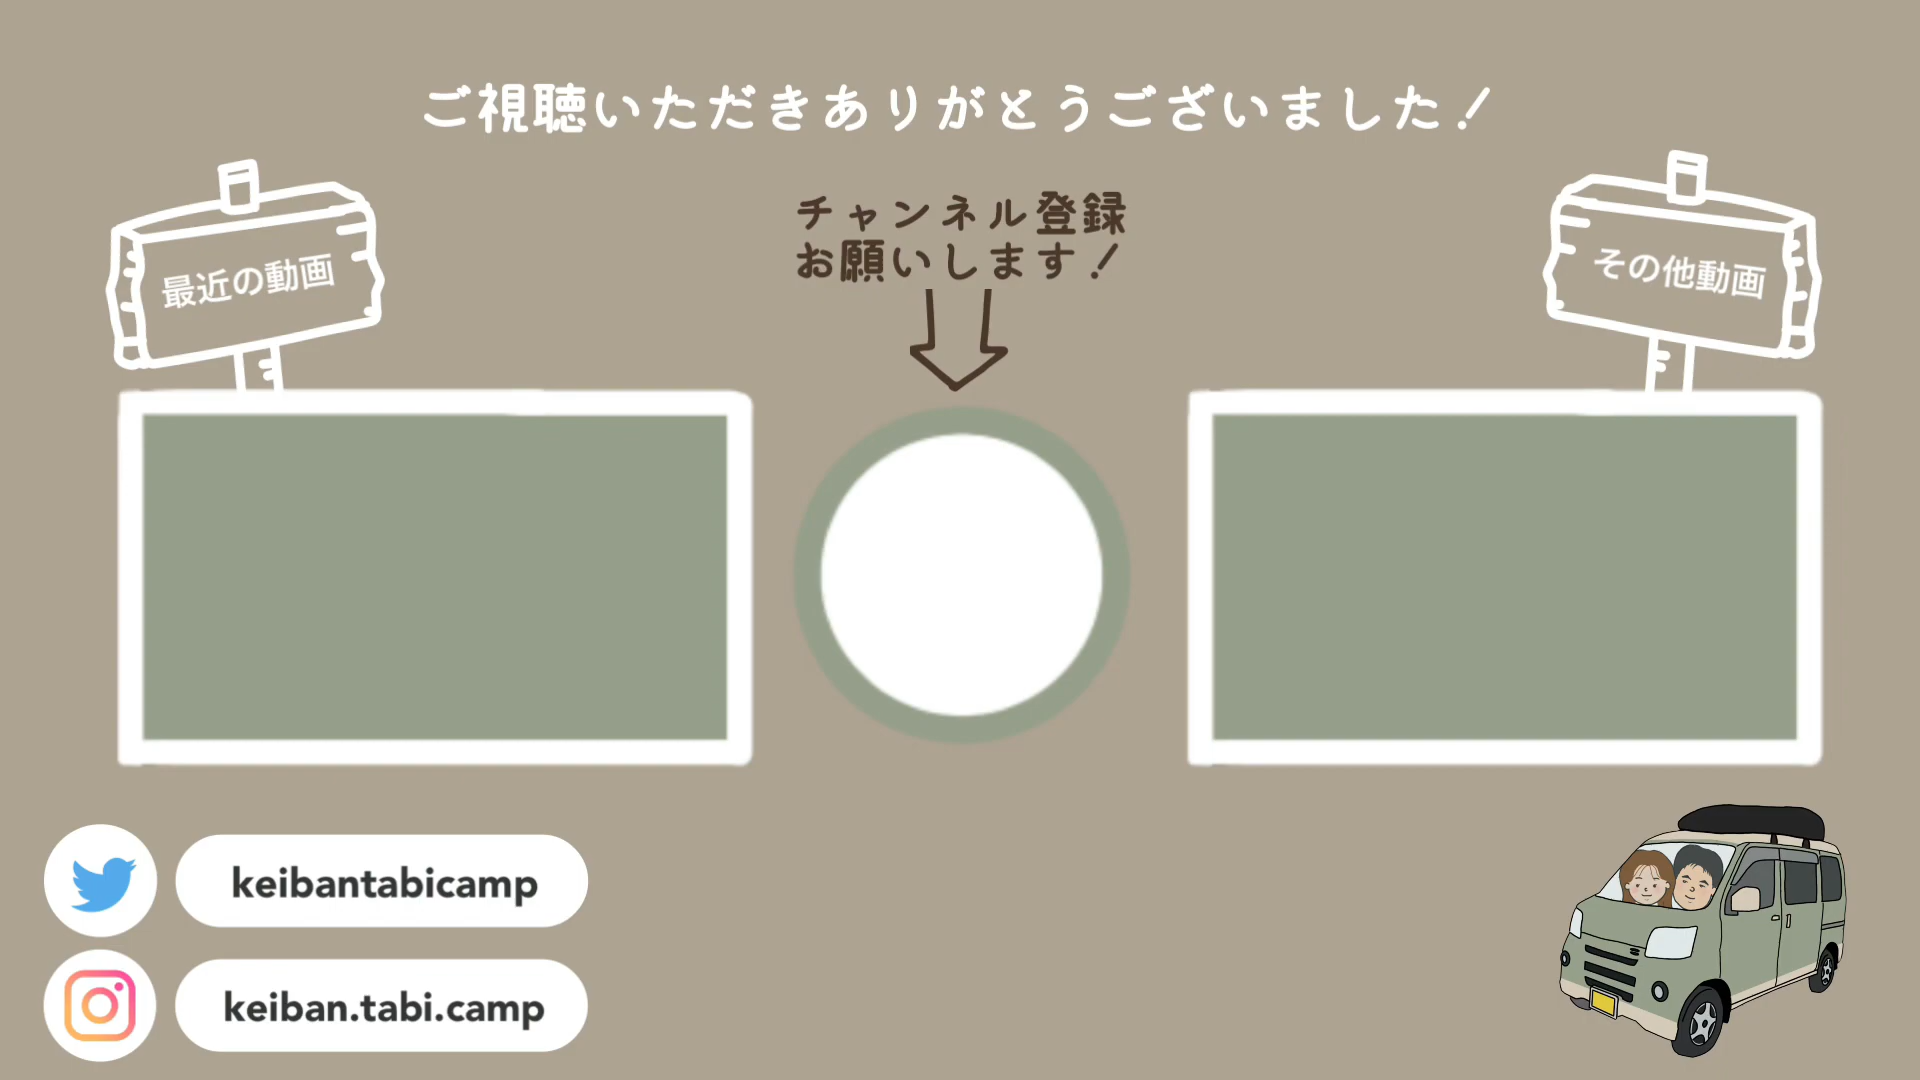 ご視聴いただきありがとうございました！
チャンネル登録
お願いします！
最近の動画
その他動画
keibantabicamp
keiban.tabi.camp